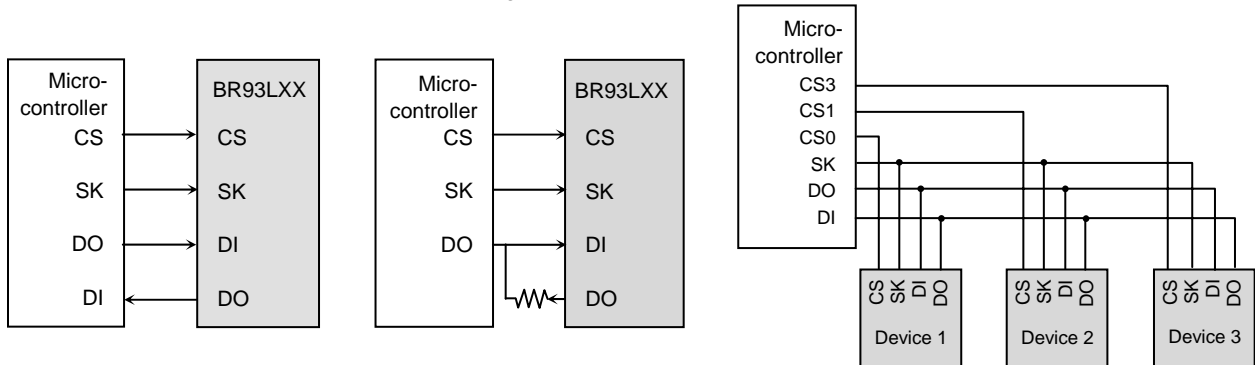 Micro-
controller
CS
SK
DO
DI
BR93LXX
CS
SK
DI
DO
Micro-
controller
CS
SK
DO
BR93LXX
CS
SK
DI
DO
Micro-
controller
CS3
CS1
CS0
SK
DO
DI
CS
SK
DI
DO
Device 1
CS
SK
DI
DO
Device 2
CS
SK
DI
DO
Device 3